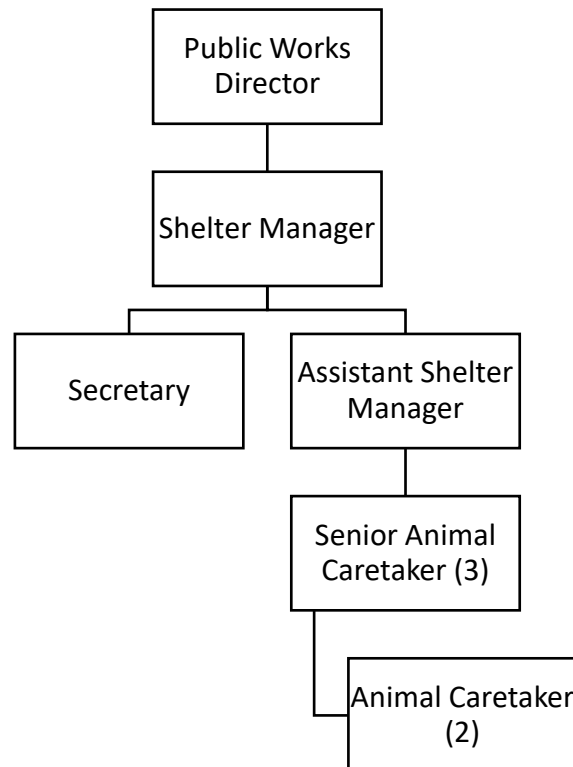 Public Works
Director
Shelter Manager
Secretary
Assistant Shelter
Manager
Senior Animal
Caretaker (3)
Animal Caretaker
(2)